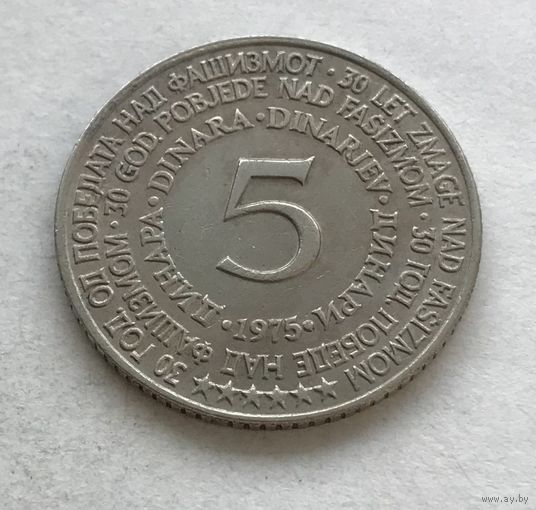 30 ГОД. ОД ПОБЕДАТА НАД ФАШИЗМОТ · 30 LET ZMAGE NAD FAŠIZMOM
30 GOD. POBJEDE NAD FAŠIZMOM · 30 ГОД. ПОБЕДЕ НАД ФАШИЗМОМ ·
ДИНАРА · DINARA · DINARJEV · ДИНАРИ
· 1975 ·
5
www.ay.by